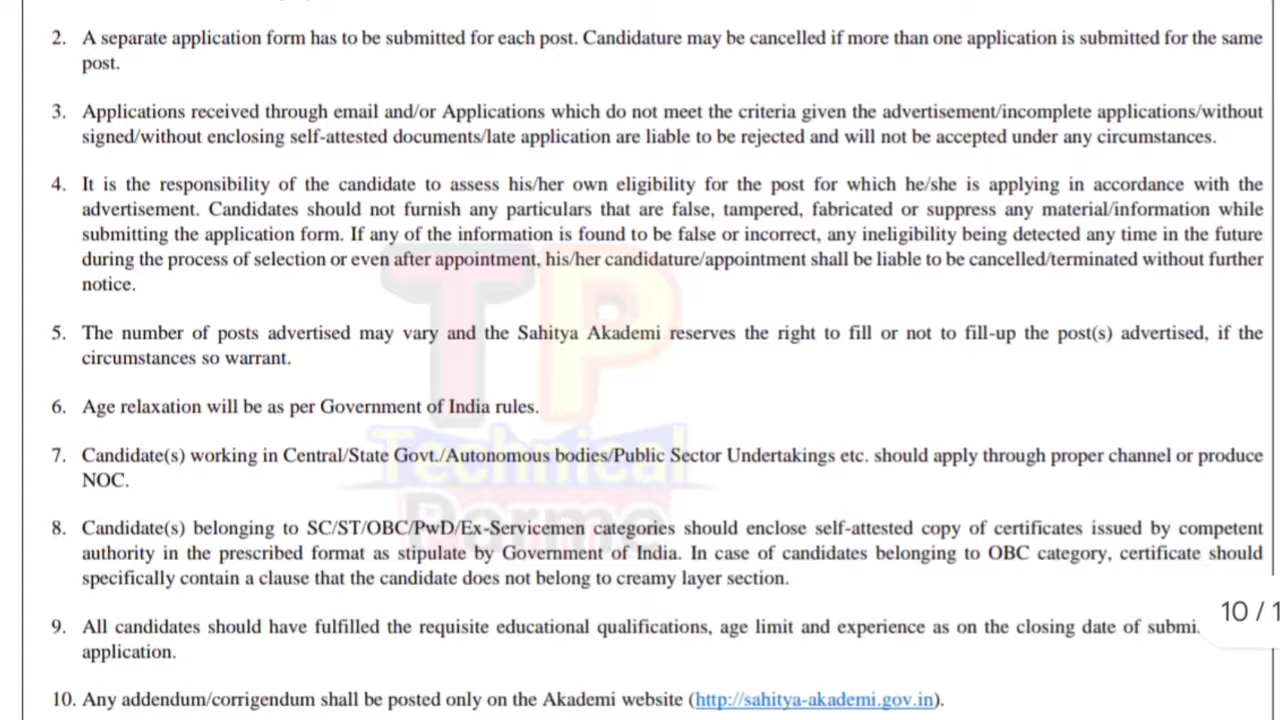 2. A separate application form has to be submitted for each post. Candidature may be cancelled if more than one application is submitted for the same
post.
3. Applications received through email and/or Applications which do not meet the criteria given the advertisement/incomplete applications/without
signed/without enclosing self-attested documents/late application are liable to be rejected and will not be accepted under any circumstances.
4. It is the responsibility of the candidate to assess his/her own eligibility for the post for which he/she is applying in accordance with the
advertisement. Candidates should not furnish any particulars that are false, tampered, fabricated or suppress any material/information while
submitting the application form. If any of the information is found to be false or incorrect, any ineligibility being detected any time in the future
during the process of selection or even after appointment, his/her candidature/appointment shall be liable to be cancelled/terminated without further
notice.
5. The number of posts advertised may vary and the Sahitya Akademi reserves the right to fill or not to fill-up the post(s) advertised, if the
circumstances so warrant.
6. Age relaxation will be as per Government of India rules.
TP
Technical
7. Candidate(s) working in Central/State Govt./Autonomous bodies/Public Sector Undertakings etc. should apply through proper channel or produce
NOC.
8. Candidate(s) belonging to SC/ST/OBC/PwD/Ex-Servicemen categories should enclose self-attested copy of certificates issued by competent
authority in the prescribed format as stipulate by Government of India. In case of candidates belonging to OBC category, certificate should
specifically contain a clause that the candidate does not belong to creamy layer section.
10 / 1
9. All candidates should have fulfilled the requisite educational qualifications, age limit and experience as on the closing date of submi
application.
10. Any addendum/corrigendum shall be posted only on the Akademi website (http://sahitya-akademi.gov.in).